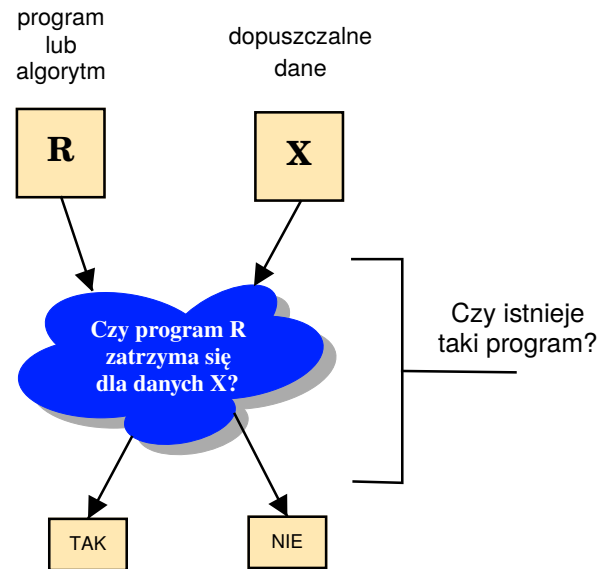 program
lub
algorytm
dopuszczalne
dane
R
X
Czy program R
zatrzyma się
dla danych X?
Czy istnieje
taki program?
TAK
NIE